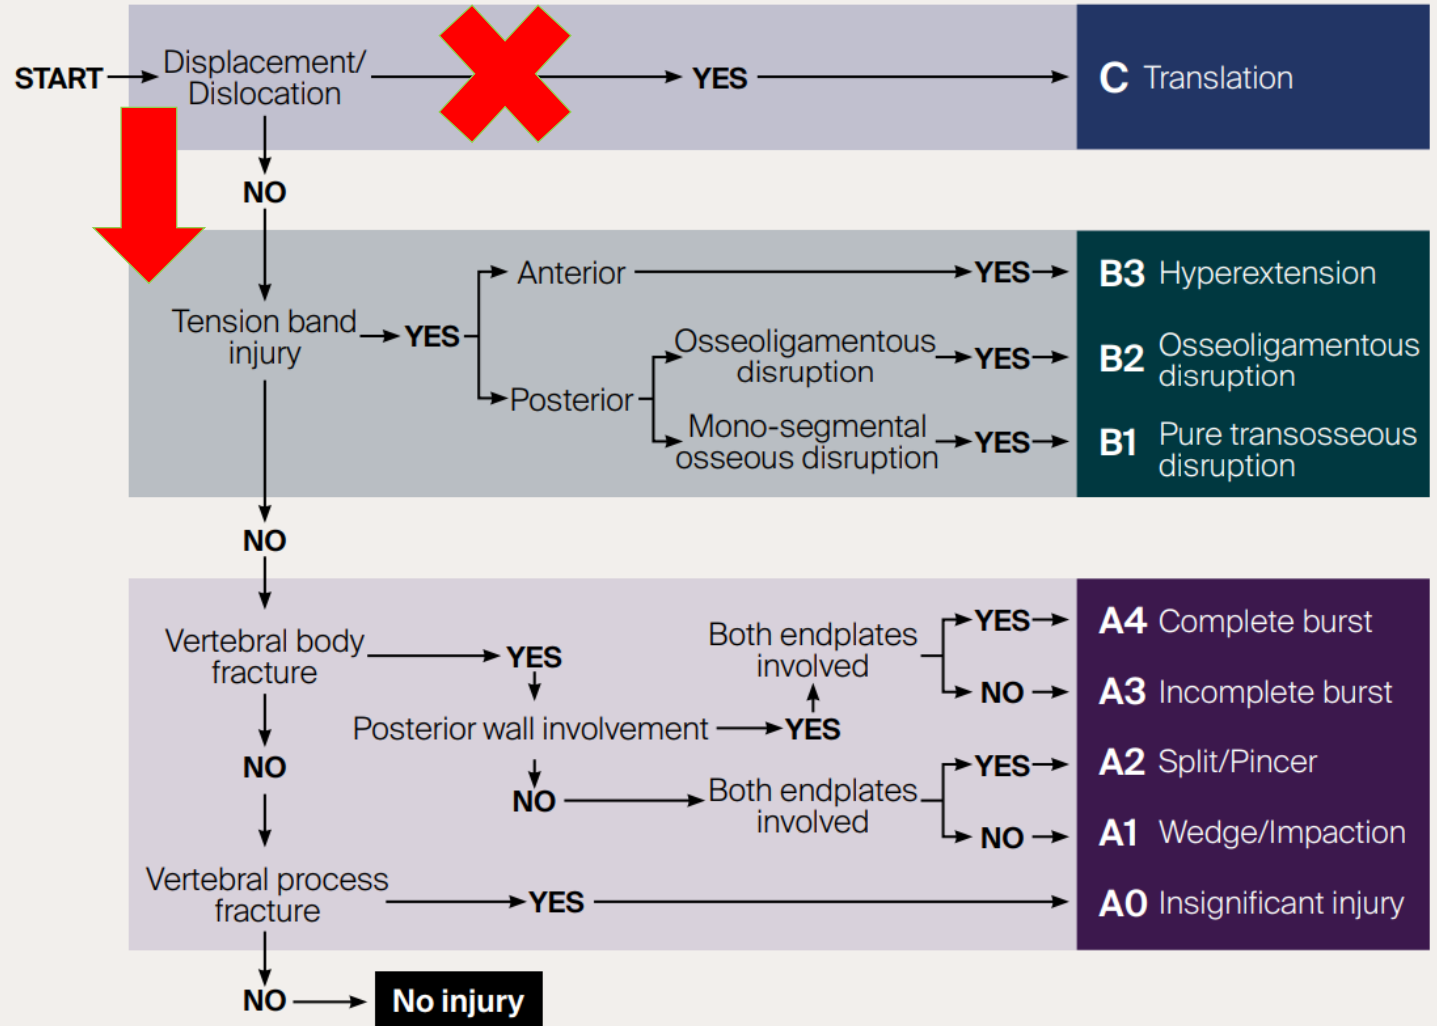 START
Displacement/
Dislocation
YES
C Translation
NO
Tension band
injury
YES
Anterior
YES
B3 Hyperextension
Posterior
Osseoligamentous
disruption
YES
B2 Osseoligamentous
disruption
Mono-segmental
osseous disruption
YES
B1 Pure transosseous
disruption
NO
Vertebral body
fracture
YES
Posterior wall involvement
YES
Both endplates
involved
YES
A4 Complete burst
NO
A3 Incomplete burst
NO
Both endplates
involved
YES
A2 Split/Pincer
NO
A1 Wedge/Impaction
NO
Vertebral process
fracture
YES
A0 Insignificant injury
NO
No injury